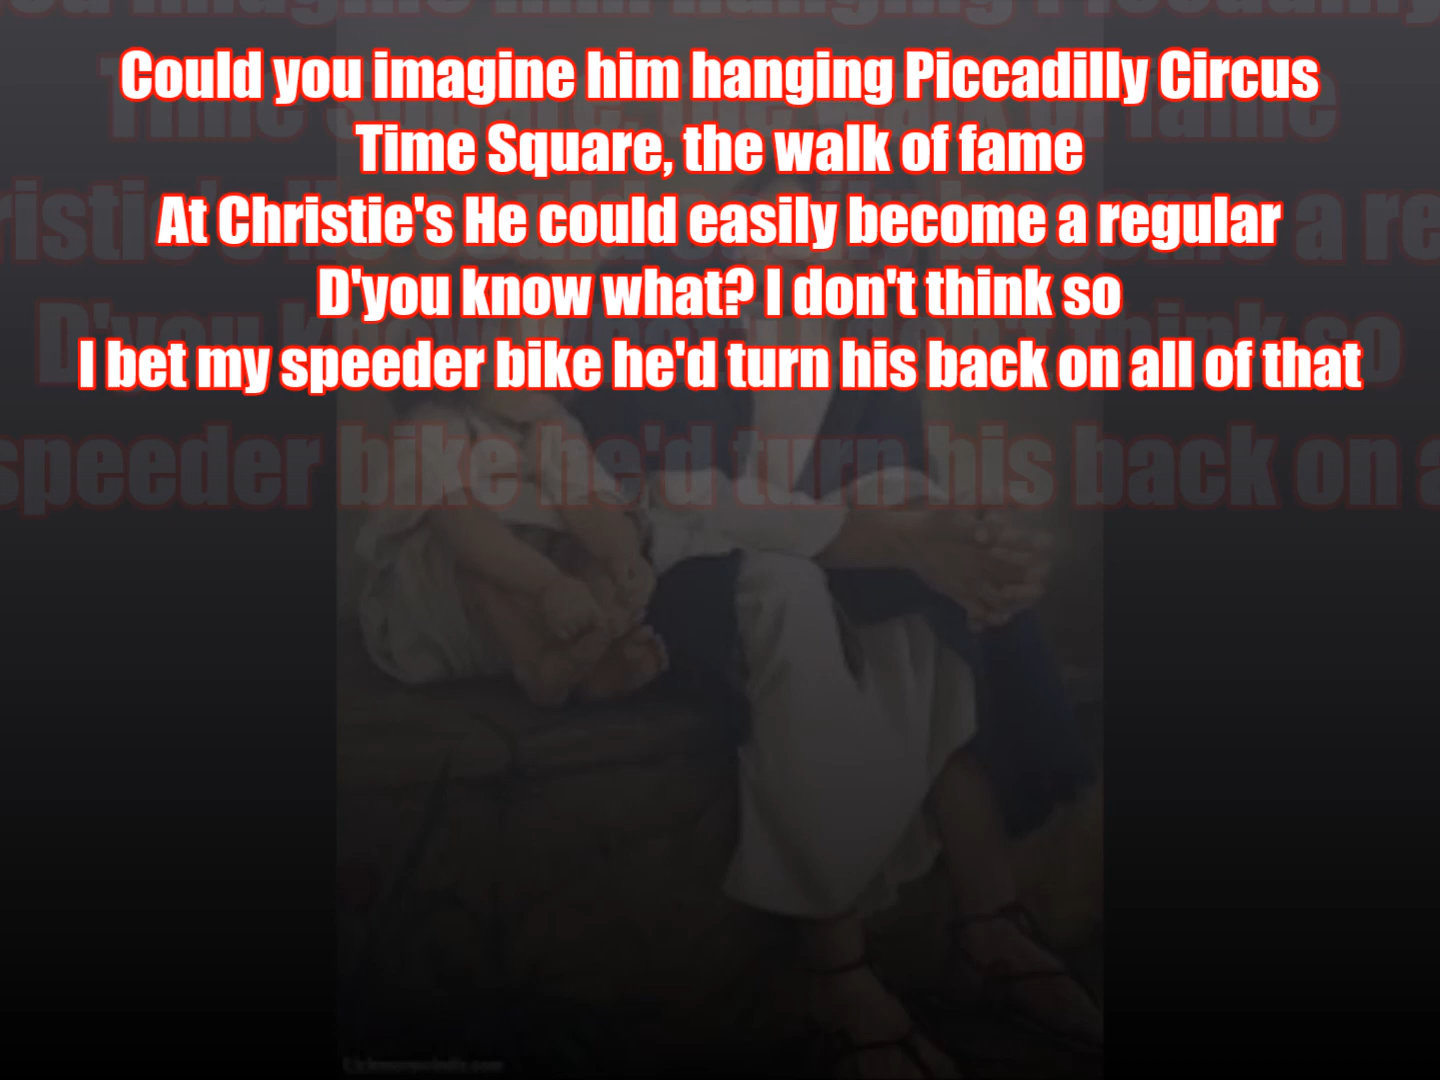 Could you imagine him hanging Piccadilly Circus
Time Square, the walk of fame
At Christie's He could easily become a regular
D'you know what? I don't think so
I bet my speeder bike he'd turn his back on all of that